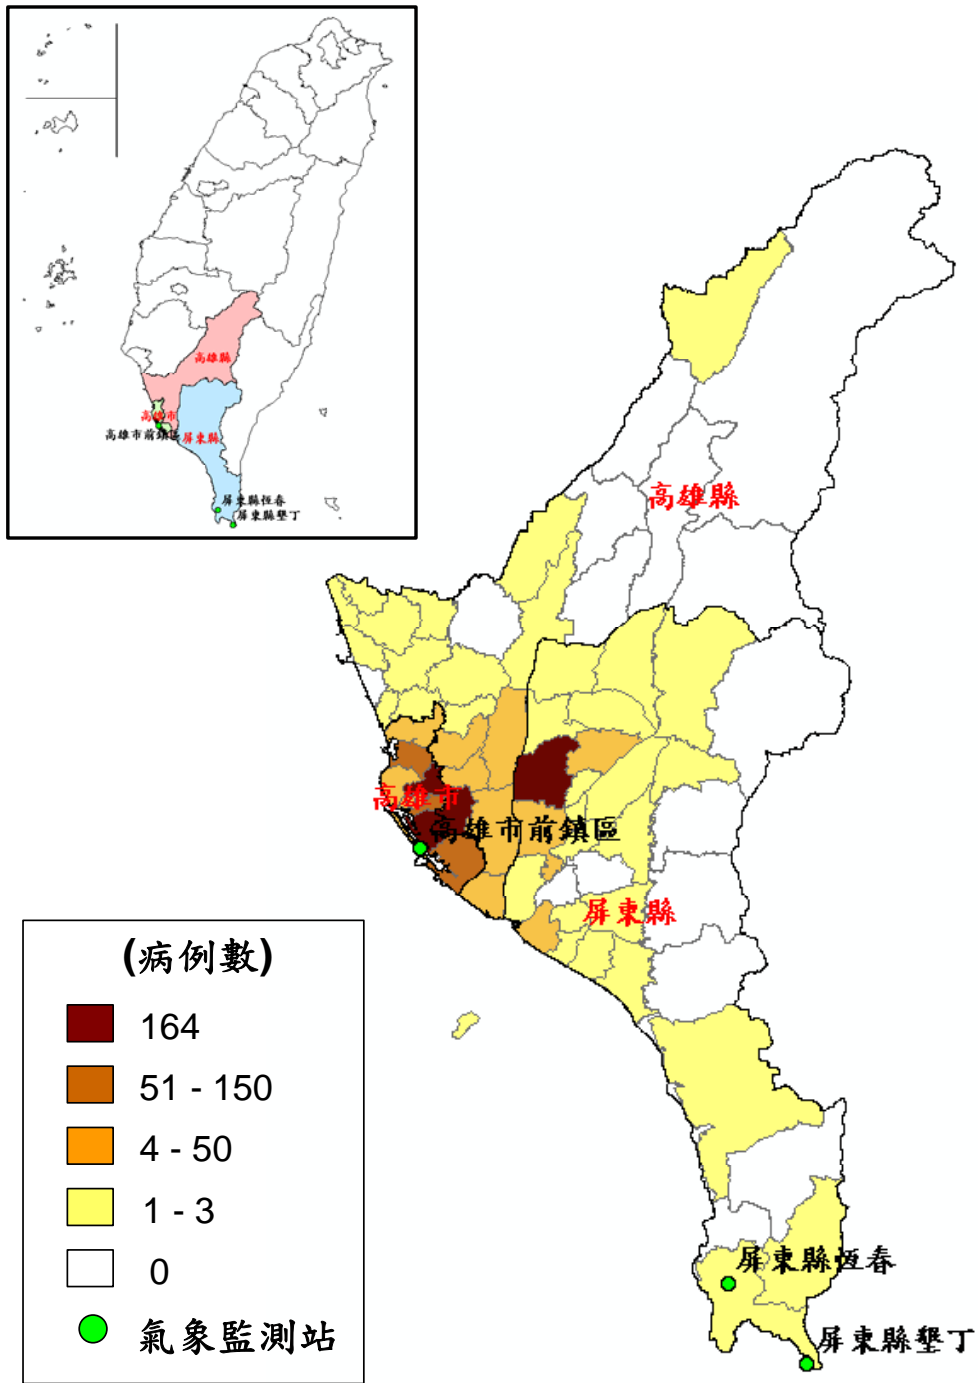 高雄縣
高雄市
高雄市前鎮區
屏東縣
屏東縣恆春
屏東縣墾丁
高雄縣
高雄市
高雄市前鎮區
屏東縣
(病例數)
164
51 - 150
4 - 50
1 - 3
0
氣象監測站
屏東縣恆春
屏東縣墾丁